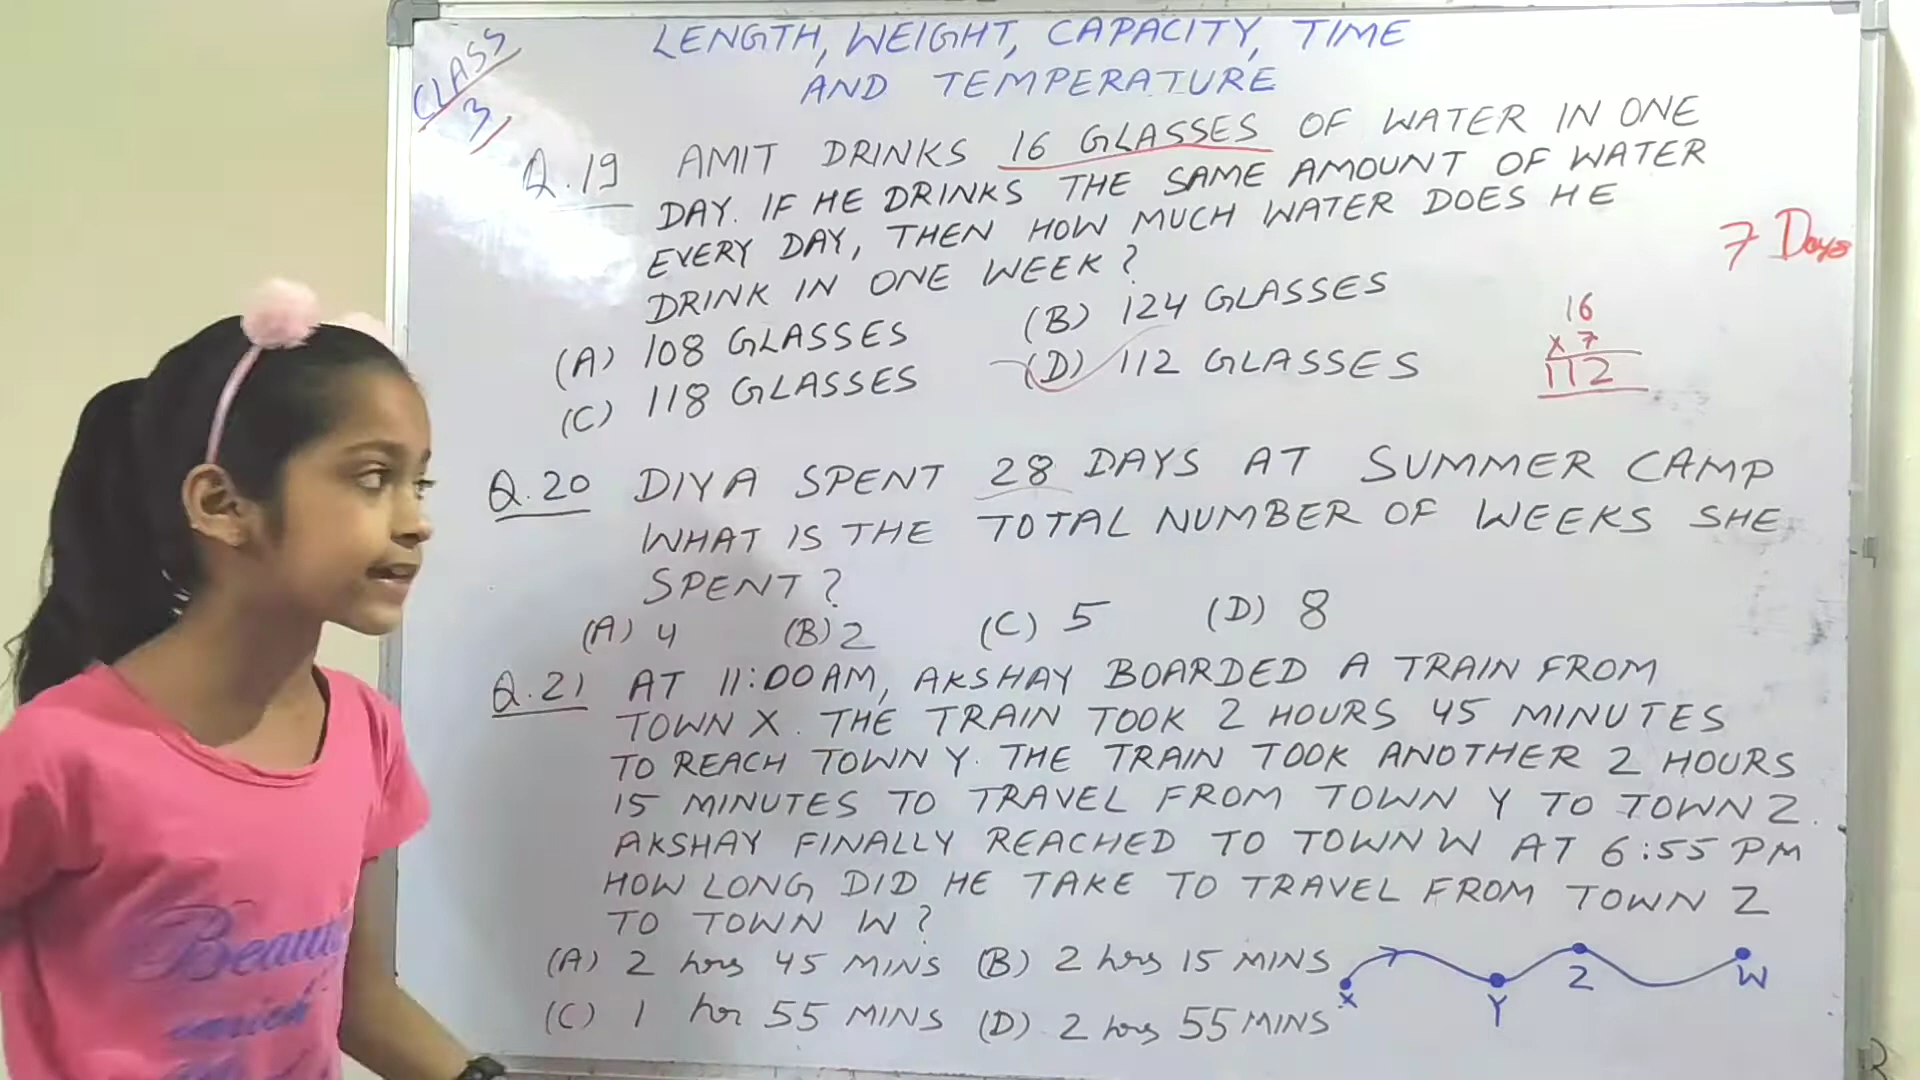 CLASS
3
LENGTH, WEIGHT, CAPACITY, TIME
AND TEMPERATURE
Q.19 AMIT DRINKS 16 GLASSES OF WATER IN ONE
DAY. IF HE DRINKS THE SAME AMOUNT OF WATER
EVERY DAY, THEN HOW MUCH WATER DOES HE
DRINK IN ONE WEEK?
(A) 108 GLASSES (B) 124 GLASSES
(C) 118 GLASSES (D) 112 GLASSES
7 Days
16
x 7
112
Q.20 DIYA SPENT 28 DAYS AT SUMMER CAMP
WHAT IS THE TOTAL NUMBER OF WEEKS SHE
SPENT?
(A) 4 (B) 2 (C) 5 (D) 8
Q.21 AT 11:00AM, AKSHAY BOARDED A TRAIN FROM
TOWN X. THE TRAIN TOOK 2 HOURS 45 MINUTES
TO REACH TOWN Y. THE TRAIN TOOK ANOTHER 2 HOURS
15 MINUTES TO TRAVEL FROM TOWN Y TO TOWN Z.
AKSHAY FINALLY REACHED TO TOWN W AT 6:55 PM
HOW LONG DID HE TAKE TO TRAVEL FROM TOWN Z
TO TOWN W?
(A) 2 hrs 45 MINS (B) 2 hrs 15 MINS
(C) 1 hr 55 MINS (D) 2 hrs 55 MINS
X Y Z W